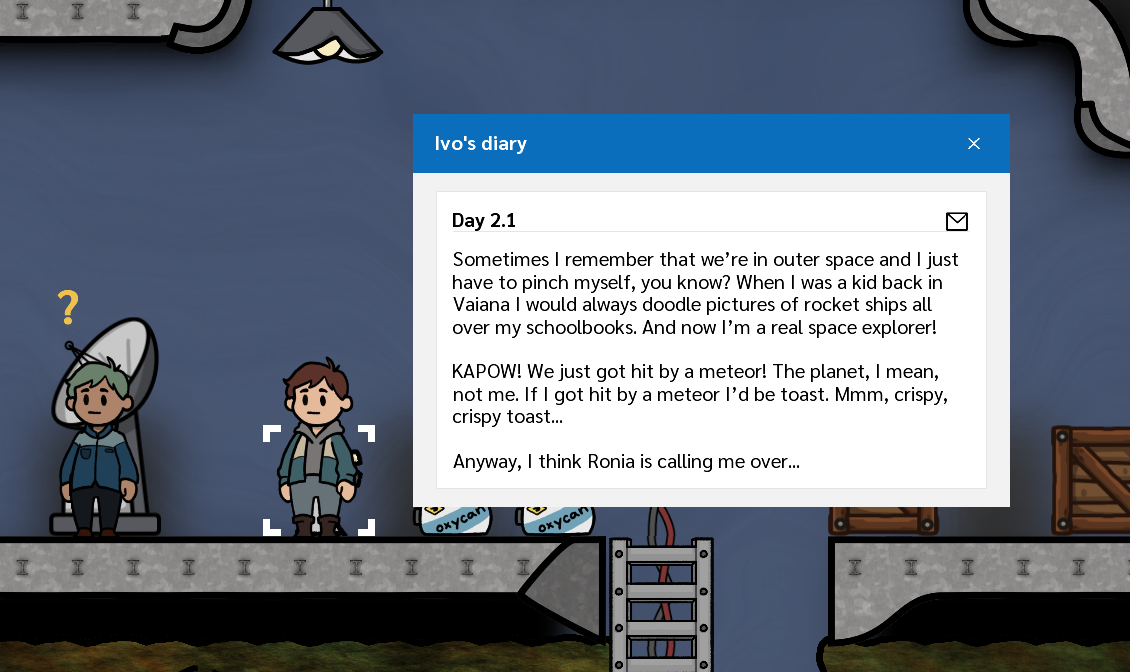 Ivo's diary
Day 2.1
Sometimes I remember that we’re in outer space and I just
have to pinch myself, you know? When I was a kid back in
Vaiana I would always doodle pictures of rocket ships all
over my schoolbooks. And now I’m a real space explorer!
KAPOW! We just got hit by a meteor! The planet, I mean,
not me. If I got hit by a meteor I’d be toast. Mmm, crispy,
crispy toast...
Anyway, I think Ronia is calling me over...
?
oxycan
oxycan